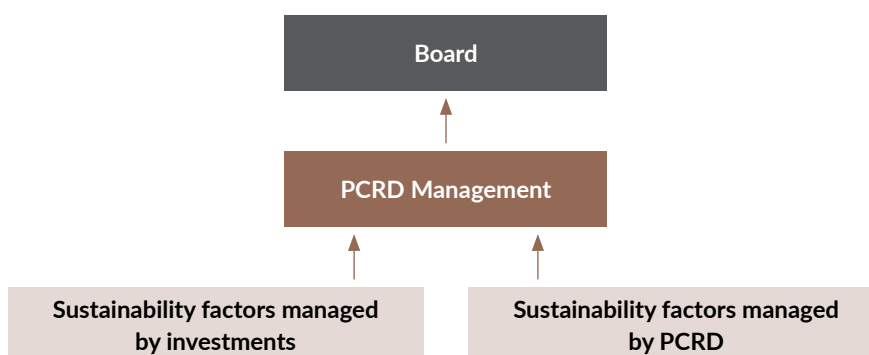 Board
PCRD Management
Sustainability factors managed
by investments
Sustainability factors managed
by PCRD